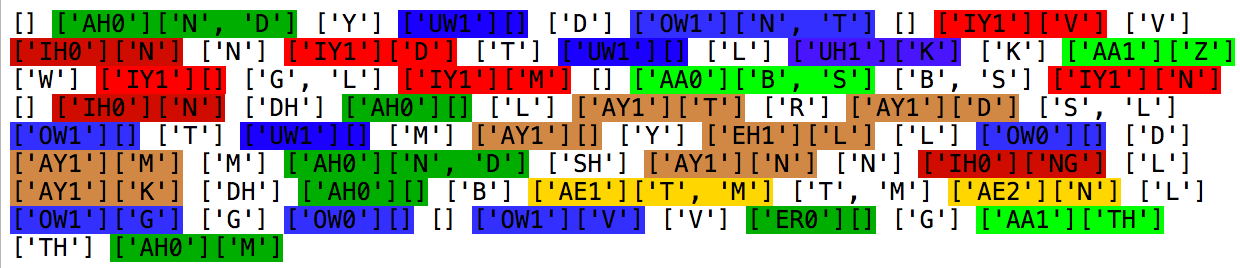 [] ['AH0']['N', 'D'] ['Y'] ['UW1'][] ['D'] ['OW1']['N', 'T'] [] ['IY1']['V'] ['V']
['IH0']['N'] ['N'] ['IY1']['D'] ['T'] ['UW1'][] ['L'] ['UH1']['K'] ['K'] ['AA1']['Z']
['W'] ['IY1'][] ['G', 'L'] ['IY1']['M'] [] ['AA0']['B', 'S'] ['B', 'S'] ['IY1']['N']
[] ['IH0']['N'] ['DH'] ['AH0'][] ['L'] ['AY1']['T'] ['R'] ['AY1']['D'] ['S', 'L']
['OW1'][] ['T'] ['UW1'][] ['M'] ['AY1'][] ['Y'] ['EH1']['L'] ['L'] ['OW0'][] ['D']
['AY1']['M'] ['M'] ['AH0']['N', 'D'] ['SH'] ['AY1']['N'] ['N'] ['IH0']['NG'] ['L']
['AY1']['K'] ['DH'] ['AH0'][] ['B'] ['AE1']['T', 'M'] ['T', 'M'] ['AE2']['N'] ['L']
['OW1']['G'] ['G'] ['OW0'][] [] ['OW1']['V'] ['V'] ['ER0'][] ['G'] ['AA1']['TH']
['TH'] ['AH0']['M']